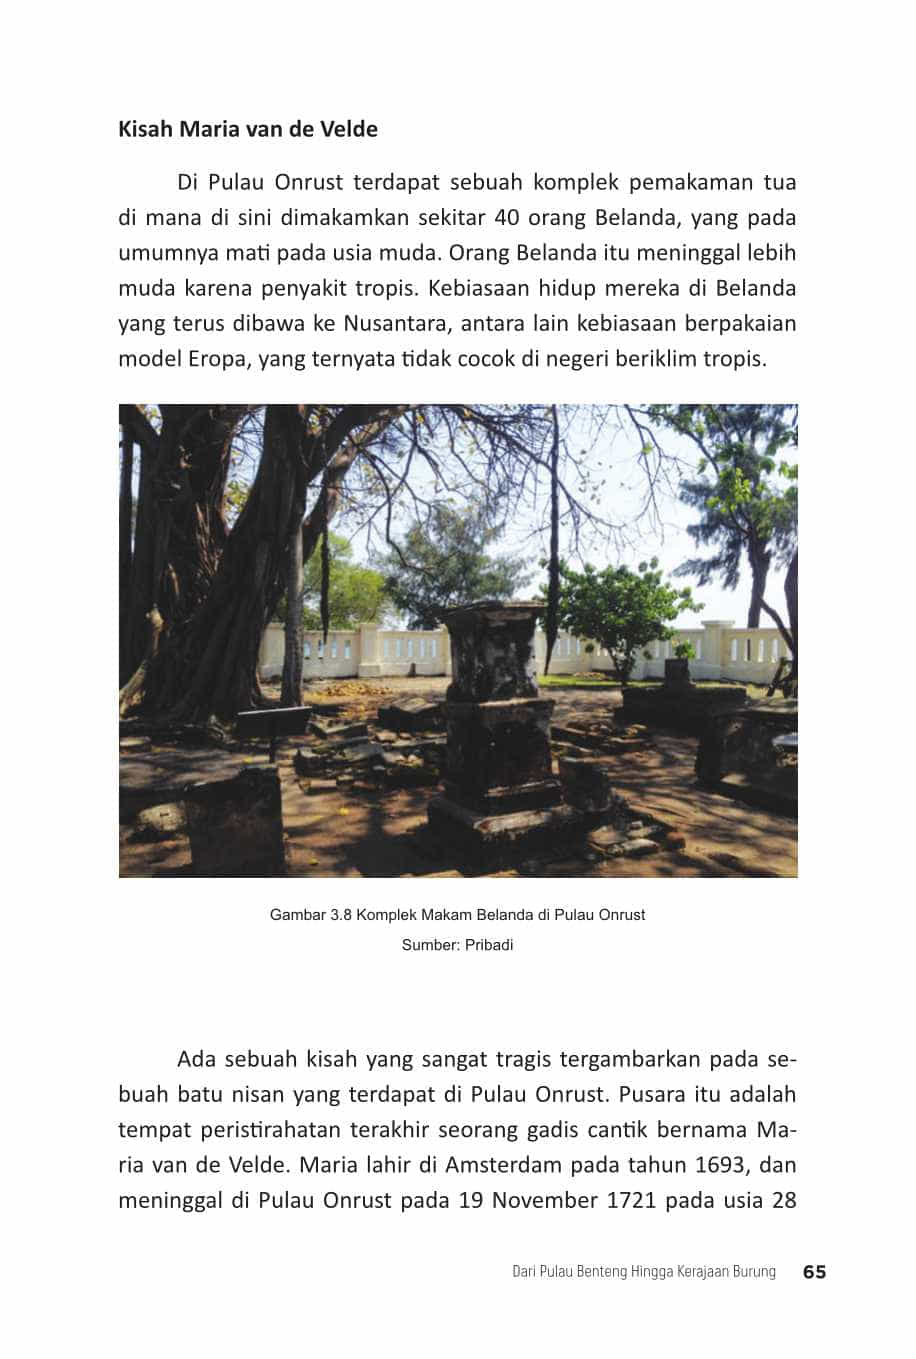 Kisah Maria van de Velde
Di Pulau Onrust terdapat sebuah komplek pemakaman tua
di mana di sini dimakamkan sekitar 40 orang Belanda, yang pada
umumnya mati pada usia muda. Orang Belanda itu meninggal lebih
muda karena penyakit tropis. Kebiasaan hidup mereka di Belanda
yang terus dibawa ke Nusantara, antara lain kebiasaan berpakaian
model Eropa, yang ternyata tidak cocok di negeri beriklim tropis.
Gambar 3.8 Komplek Makam Belanda di Pulau Onrust
Sumber: Pribadi
Ada sebuah kisah yang sangat tragis tergambarkan pada se-
buah batu nisan yang terdapat di Pulau Onrust. Pusara itu adalah
tempat peristirahatan terakhir seorang gadis cantik bernama Ma-
ria van de Velde. Maria lahir di Amsterdam pada tahun 1693, dan
meninggal di Pulau Onrust pada 19 November 1721 pada usia 28
Dari Pulau Benteng Hingga Kerajaan Burung 65